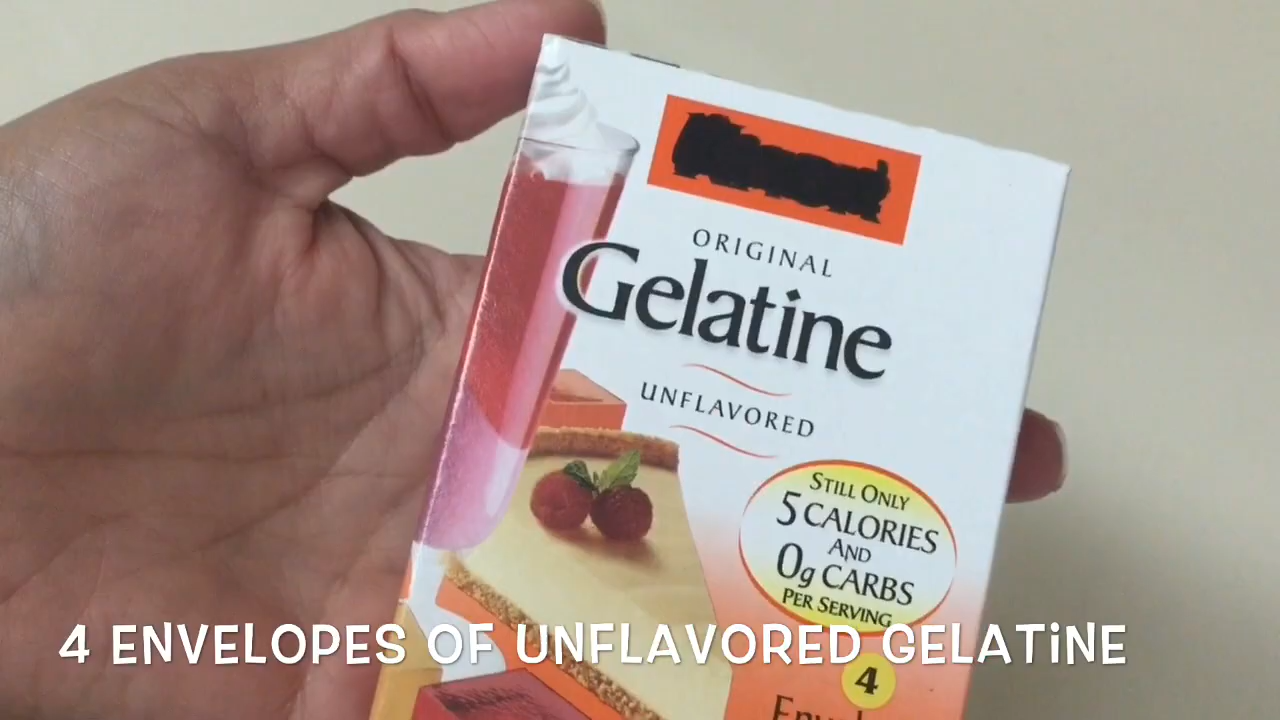 ORIGINAL
Gelatine
UNFLAVORED
STILL ONLY
5 CALORIES
AND
0g CARBS
PER SERVING
4 ENVELOPES OF UNFLAVORED GELATINE
4